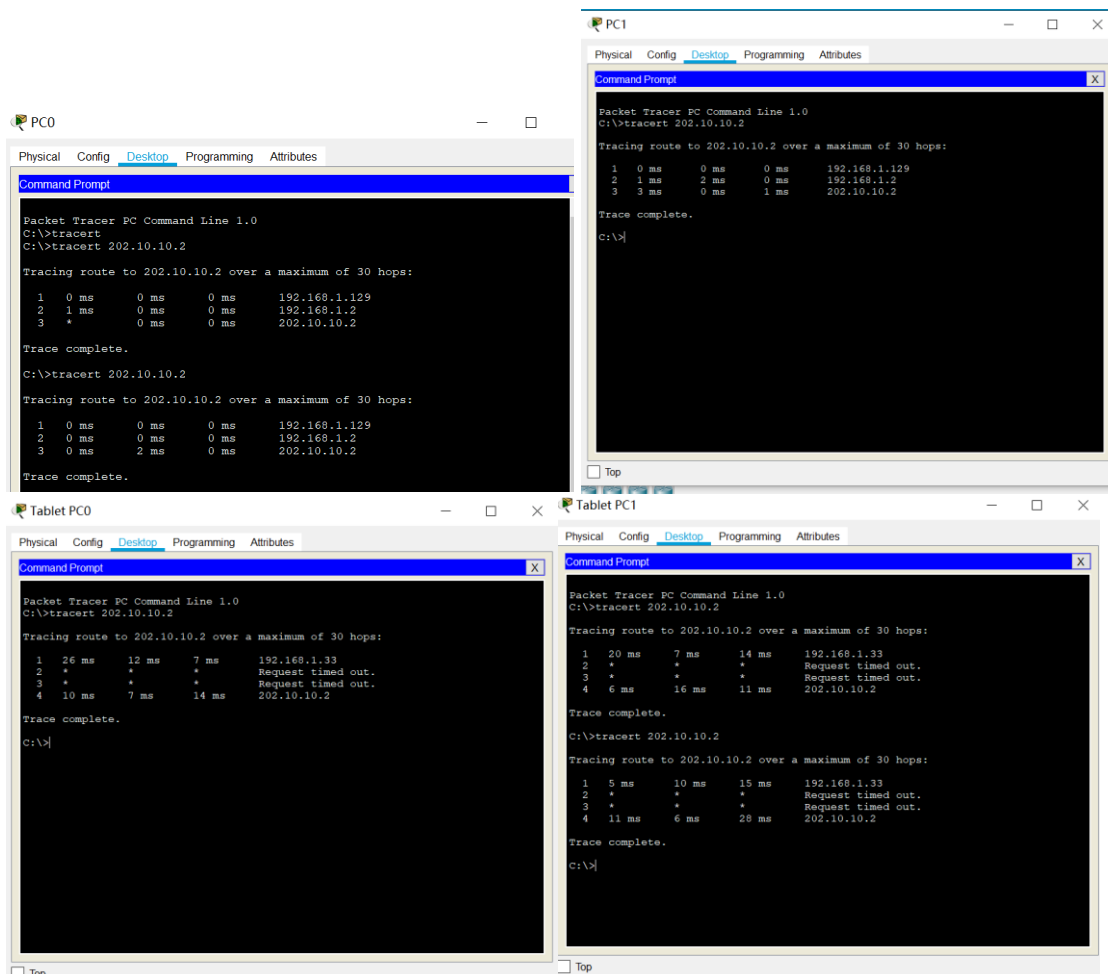 PC0
Physical Config Desktop Programming Attributes
Command Prompt
Packet Tracer PC Command Line 1.0
C:\>tracert
C:\>tracert 202.10.10.2
Tracing route to 202.10.10.2 over a maximum of 30 hops:
1 0 ms 0 ms 0 ms 192.168.1.129
2 1 ms 0 ms 0 ms 192.168.1.2
3 * 0 ms 0 ms 202.10.10.2
Trace complete.
C:\>tracert 202.10.10.2
Tracing route to 202.10.10.2 over a maximum of 30 hops:
1 0 ms 0 ms 0 ms 192.168.1.129
2 0 ms 0 ms 0 ms 192.168.1.2
3 0 ms 2 ms 0 ms 202.10.10.2
Trace complete.
PC1
Physical Config Desktop Programming Attributes
Command Prompt X
Packet Tracer PC Command Line 1.0
C:\>tracert 202.10.10.2
Tracing route to 202.10.10.2 over a maximum of 30 hops:
1 0 ms 0 ms 0 ms 192.168.1.129
2 1 ms 2 ms 0 ms 192.168.1.2
3 3 ms 0 ms 1 ms 202.10.10.2
Trace complete.
C:\>
Top
Tablet PC0
Physical Config Desktop Programming Attributes
Command Prompt X
Packet Tracer PC Command Line 1.0
C:\>tracert 202.10.10.2
Tracing route to 202.10.10.2 over a maximum of 30 hops:
1 26 ms 12 ms 7 ms 192.168.1.33
2 * * * Request timed out.
3 * * * Request timed out.
4 10 ms 7 ms 14 ms 202.10.10.2
Trace complete.
C:\>
Top
Tablet PC1
Physical Config Desktop Programming Attributes
Command Prompt X
Packet Tracer PC Command Line 1.0
C:\>tracert 202.10.10.2
Tracing route to 202.10.10.2 over a maximum of 30 hops:
1 20 ms 7 ms 14 ms 192.168.1.33
2 * * * Request timed out.
3 * * * Request timed out.
4 6 ms 16 ms 11 ms 202.10.10.2
Trace complete.
C:\>tracert 202.10.10.2
Tracing route to 202.10.10.2 over a maximum of 30 hops:
1 5 ms 10 ms 15 ms 192.168.1.33
2 * * * Request timed out.
3 * * * Request timed out.
4 11 ms 6 ms 28 ms 202.10.10.2
Trace complete.
C:\>
Top